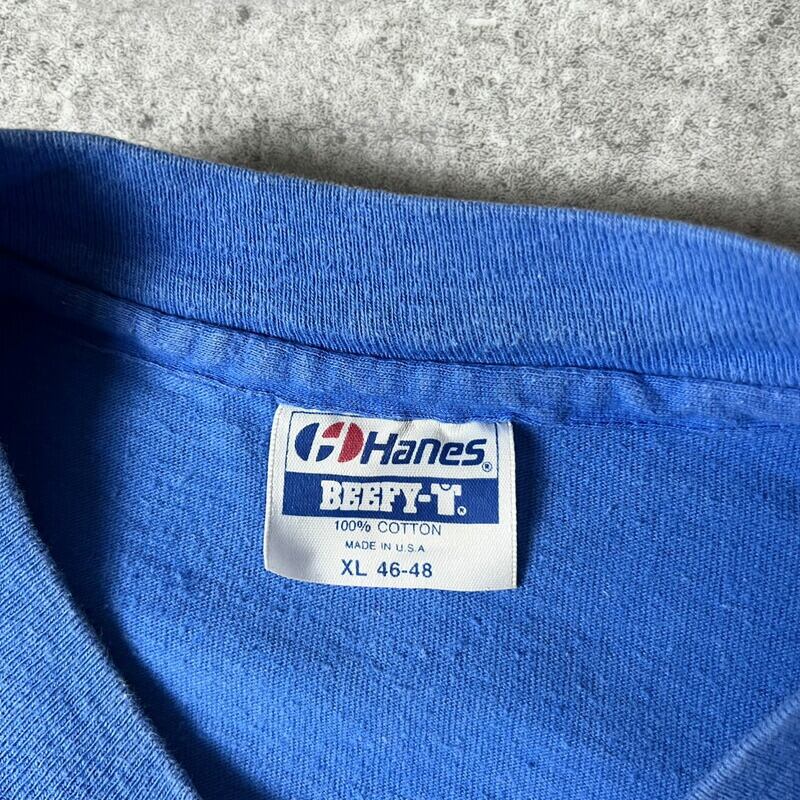 Hanes®
BEEFY-T®
100% COTTON
MADE IN U.S.A
XL 46-48